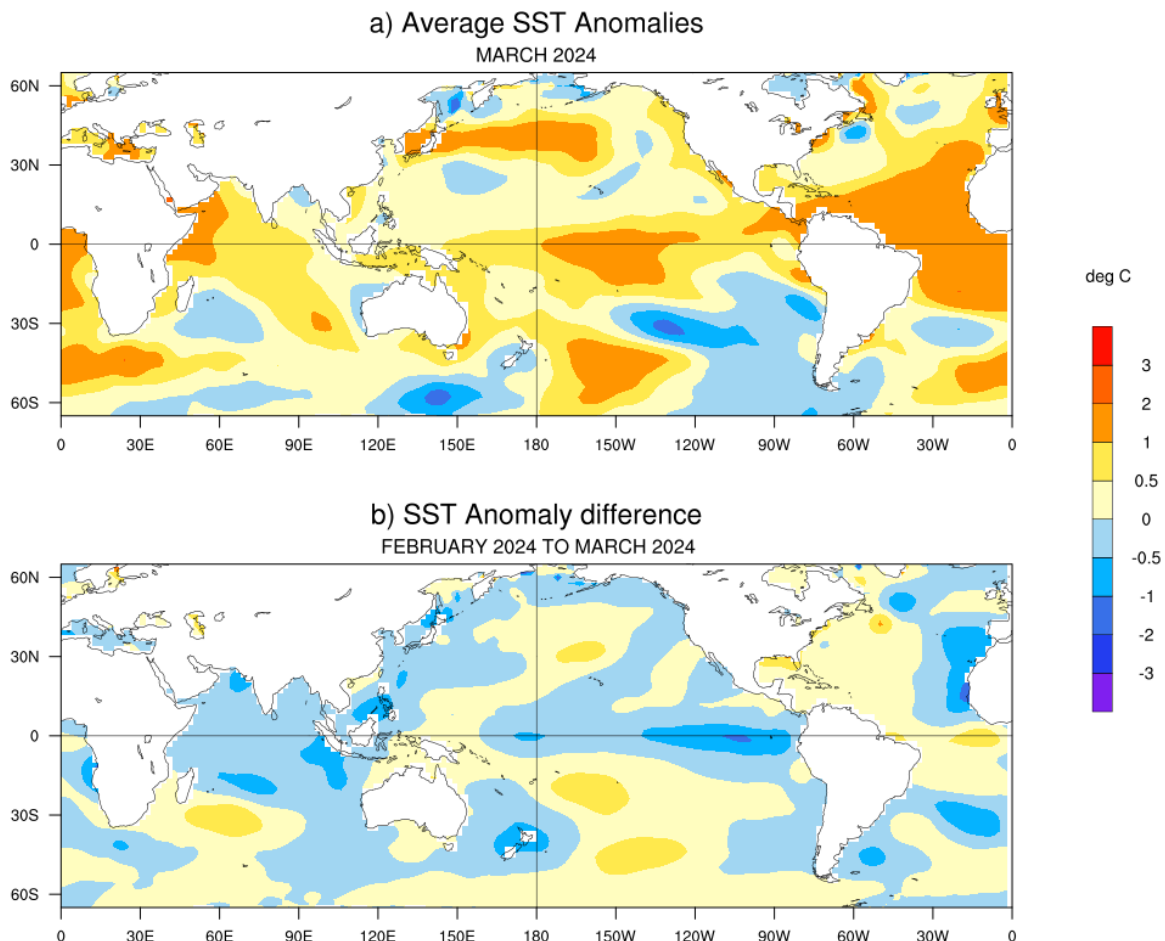 a) Average SST Anomalies
MARCH 2024
60N
30N
0
30S
60S
0 30E 60E 90E 120E 150E 180 150W 120W 90W 60W 30W 0
deg C
3
2
1
0.5
0
-0.5
-1
-2
-3
b) SST Anomaly difference
FEBRUARY 2024 TO MARCH 2024
60N
30N
0
30S
60S
0 30E 60E 90E 120E 150E 180 150W 120W 90W 60W 30W 0